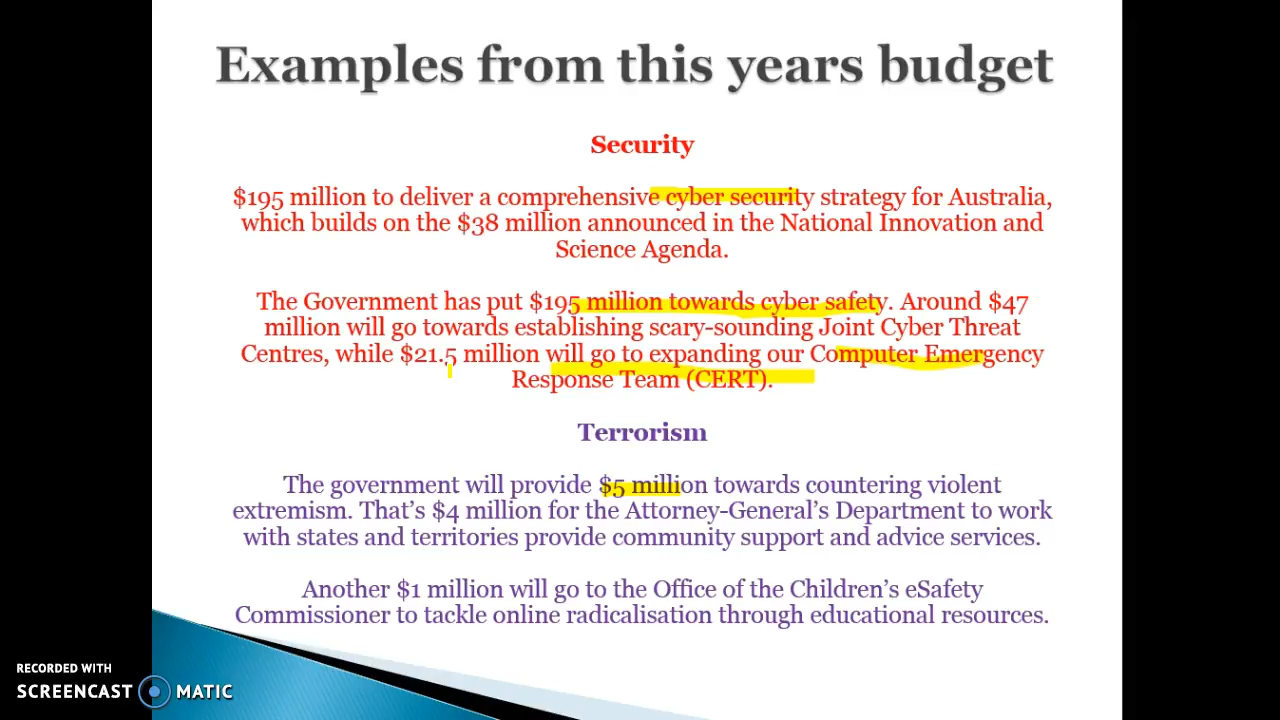 Examples from this years budget
Security
$195 million to deliver a comprehensive cyber security strategy for Australia,
which builds on the $38 million announced in the National Innovation and
Science Agenda.
The Government has put $195 million towards cyber safety. Around $47
million will go towards establishing scary-sounding Joint Cyber Threat
Centres, while $21.5 million will go to expanding our Computer Emergency
Response Team (CERT).
Terrorism
The government will provide $5 million towards countering violent
extremism. That’s $4 million for the Attorney-General’s Department to work
with states and territories provide community support and advice services.
Another $1 million will go to the Office of the Children’s eSafety
Commissioner to tackle online radicalisation through educational resources.
RECORDED WITH
SCREENCAST MATIC